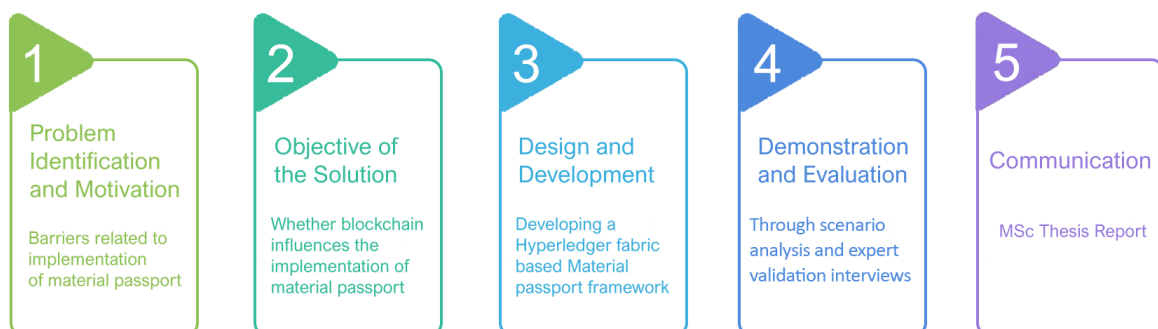 1
Problem
Identification
and Motivation
Barriers related to
implementation
of material passport
2
Objective of
the Solution
Whether blockchain
influences the
implementation of
material passport
3
Design and
Development
Developing a
Hyperledger fabric
based Material
passport framework
4
Demonstration
and Evaluation
Through scenario
analysis and expert
validation interviews
5
Communication
MSc Thesis Report